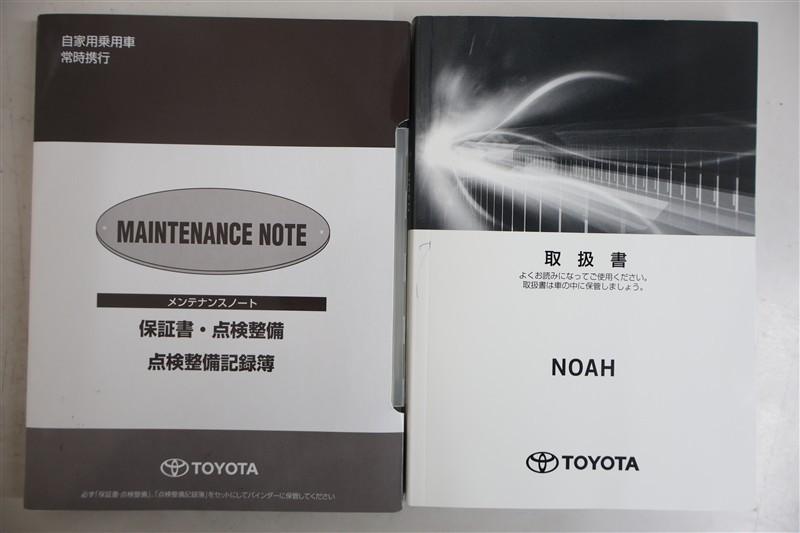 自家用乗用車
常時携行
MAINTENANCE NOTE
メンテナンスノート
保証書・点検整備
点検整備記録簿
TOYOTA
必ず「保証書・点検整備」、「点検整備記録簿」をセットにしてバインダーに保管してください
取扱書
よくお読みになってご使用ください。
取扱書は車の中に保管しましょう。
NOAH
TOYOTA